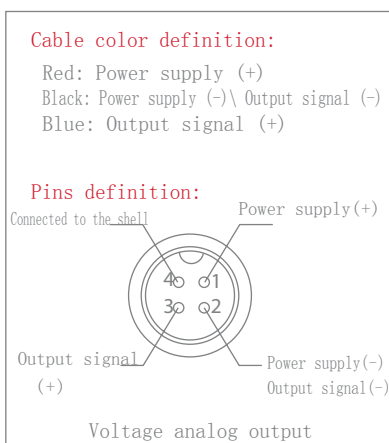 Cable color definition:
Red: Power supply (+)
Black: Power supply (-)\ Output signal (-)
Blue: Output signal (+)
Pins definition:
Connected to the shell
Power supply(+)
4 1
3 2
Output signal
(+)
Power supply(-)
Output signal(-)
Voltage analog output